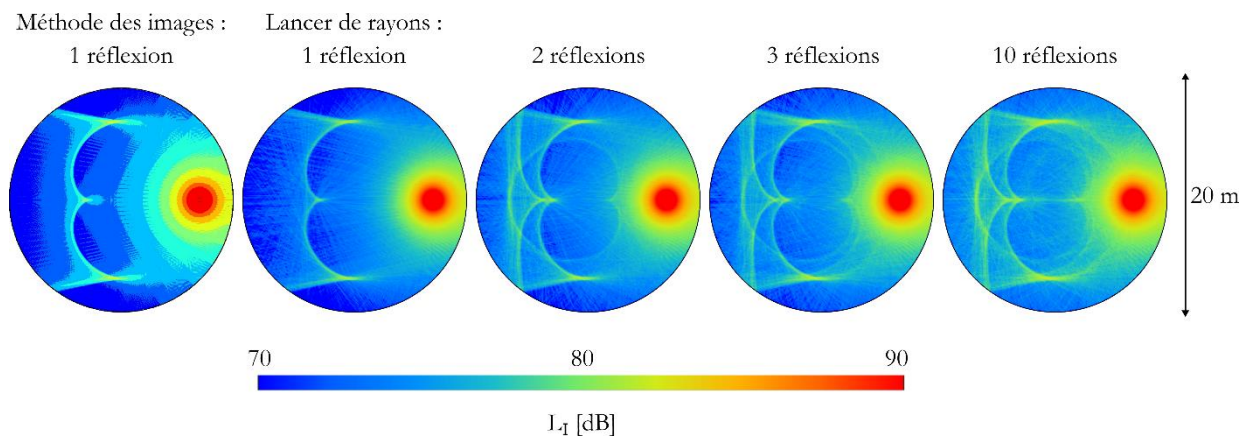 Méthode des images :
1 réflexion
Lancer de rayons :
1 réflexion
2 réflexions
3 réflexions
10 réflexions
20 m
70
80
90
L_I [dB]